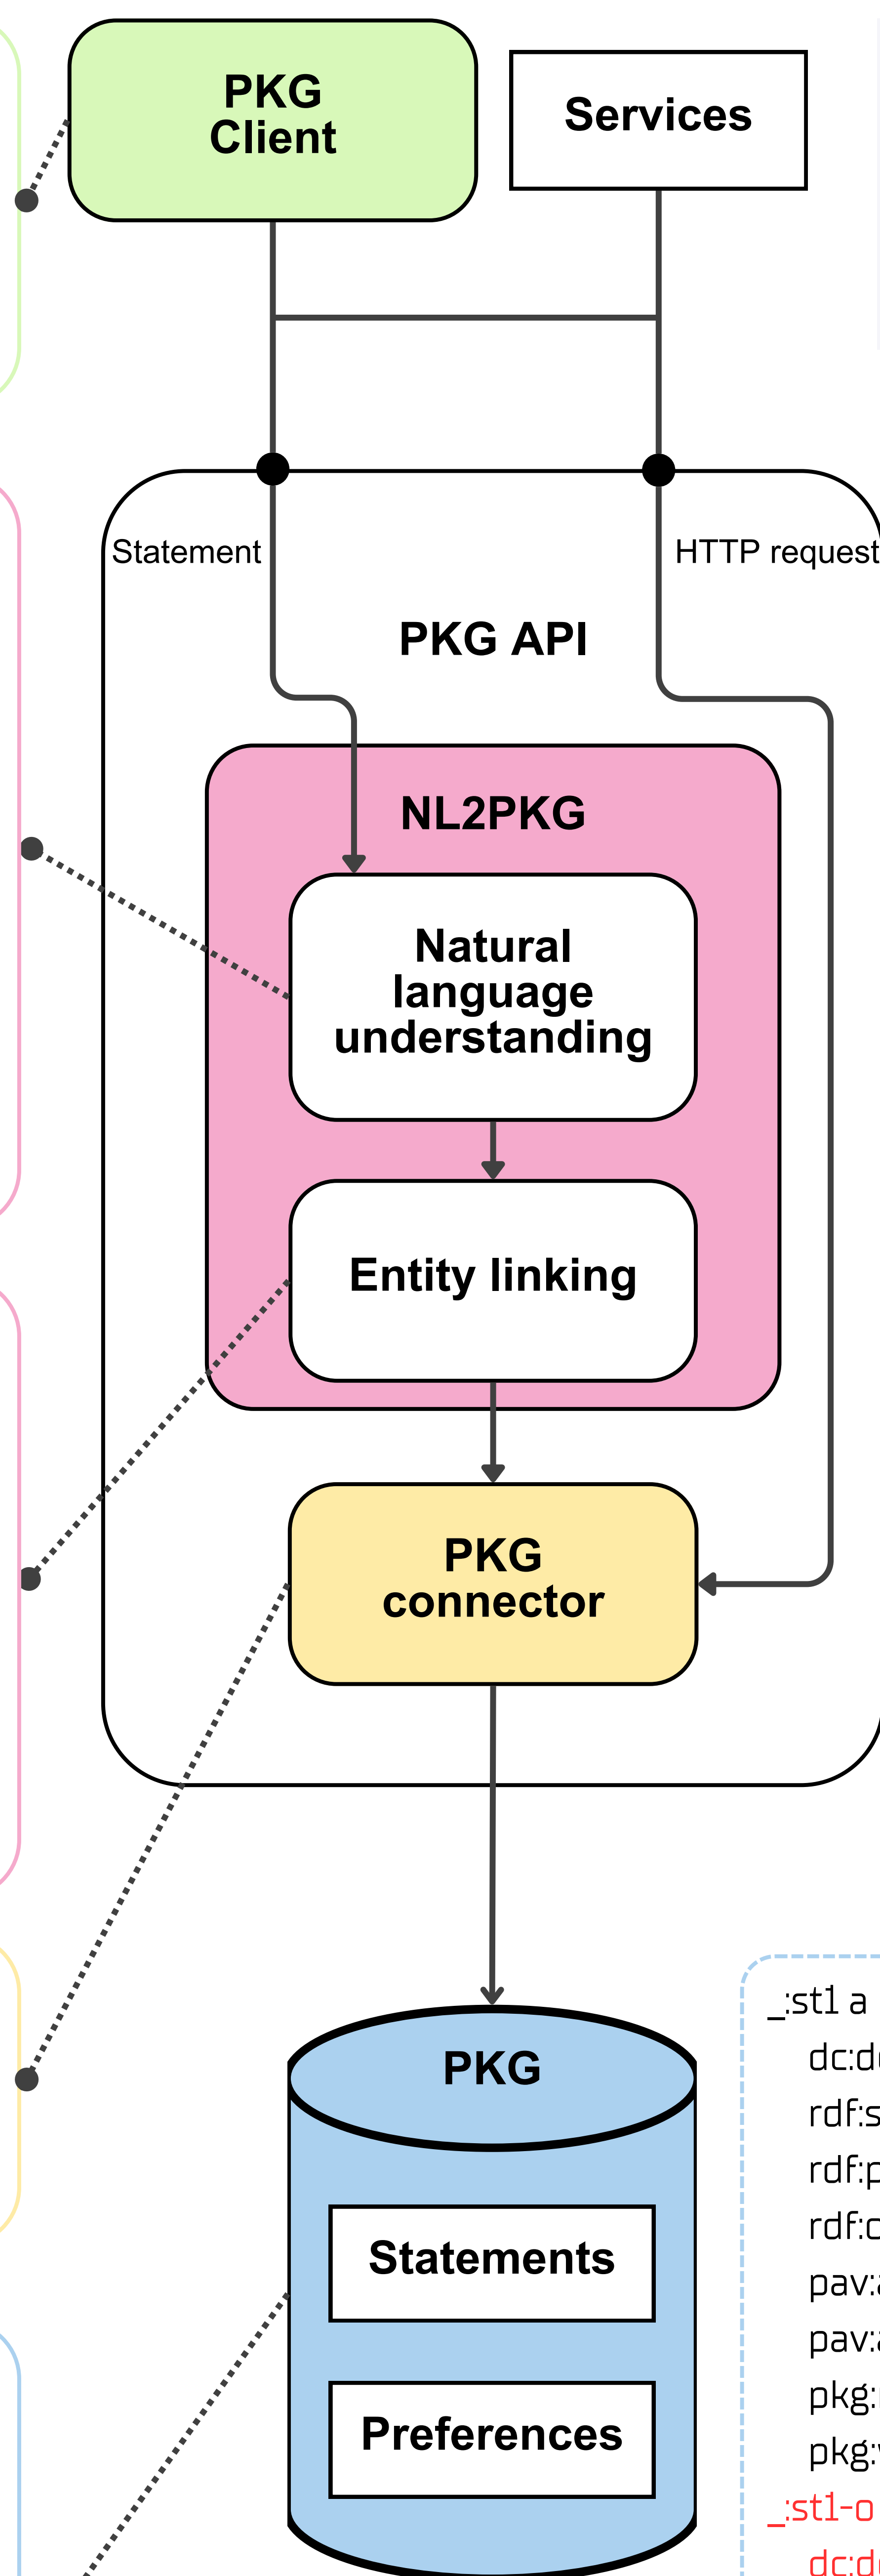 PKG
Client
Services
Statement
HTTP request
PKG API
NL2PKG
Natural
language
understanding
Entity linking
PKG
connector
PKG
Statements
Preferences
_:st1 a
_:st1-o